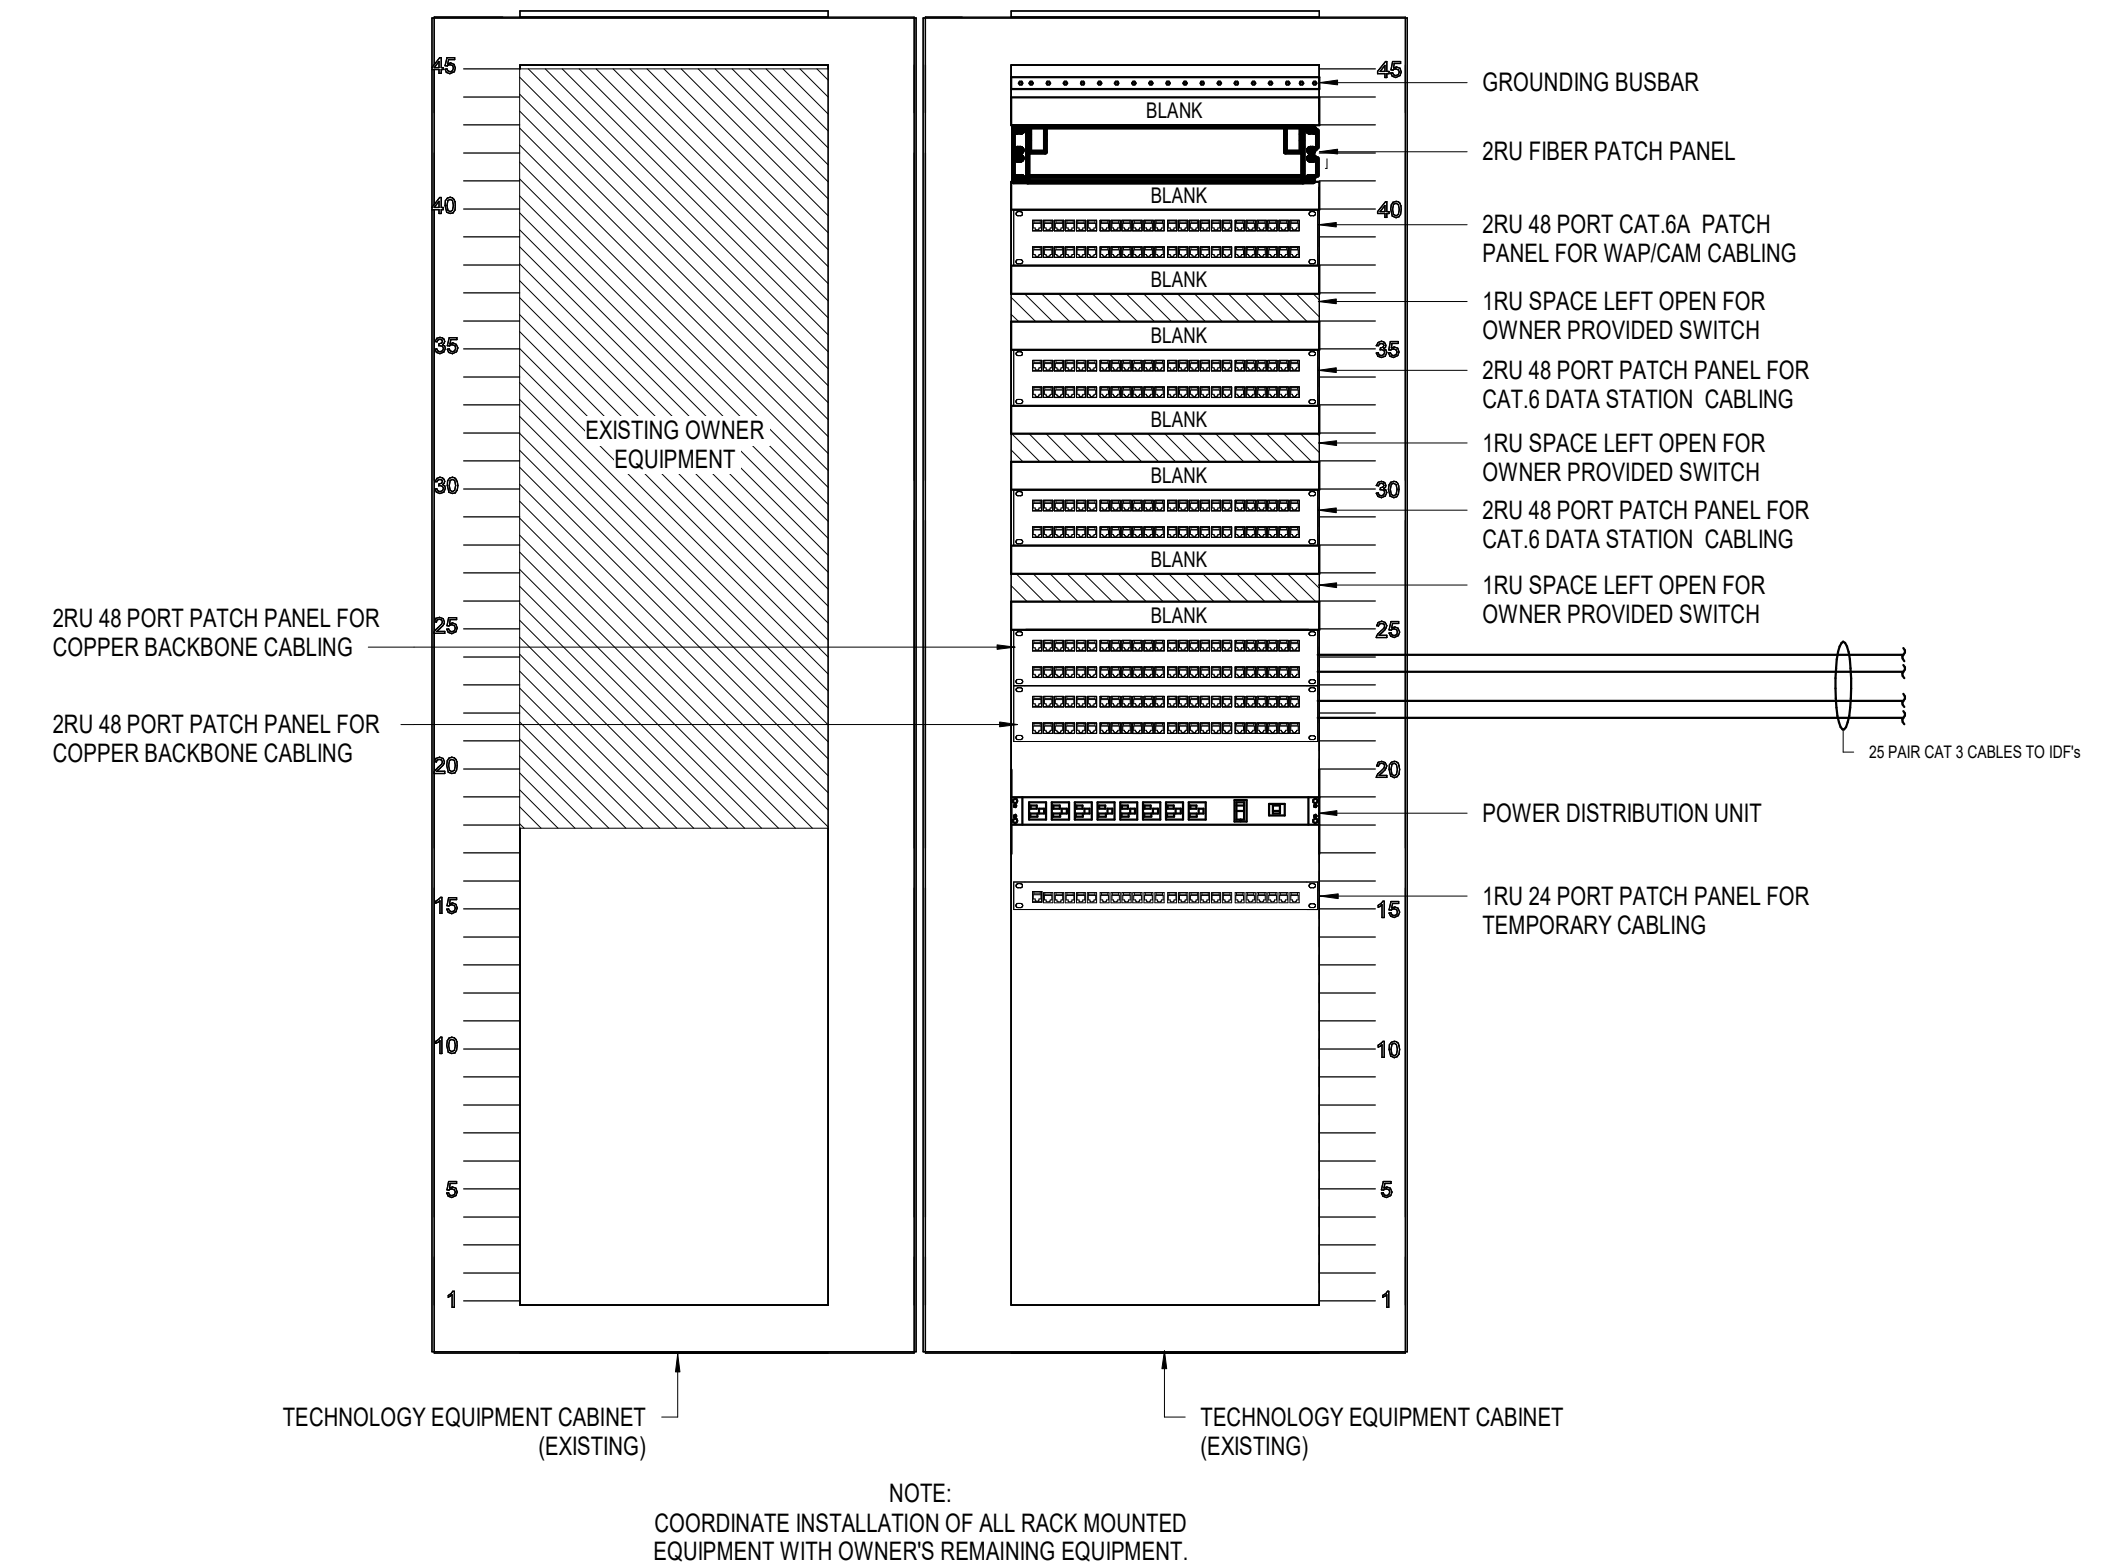 45
40
35
30
25
20
15
10
5
1
EXISTING OWNER
EQUIPMENT
2RU 48 PORT PATCH PANEL FOR
COPPER BACKBONE CABLING
2RU 48 PORT PATCH PANEL FOR
COPPER BACKBONE CABLING
BLANK
BLANK
BLANK
BLANK
BLANK
BLANK
BLANK
BLANK
45
40
35
30
25
20
15
10
5
1
GROUNDING BUSBAR
2RU FIBER PATCH PANEL
2RU 48 PORT CAT.6A PATCH
PANEL FOR WAP/CAM CABLING
1RU SPACE LEFT OPEN FOR
OWNER PROVIDED SWITCH
2RU 48 PORT PATCH PANEL FOR
CAT.6 DATA STATION CABLING
1RU SPACE LEFT OPEN FOR
OWNER PROVIDED SWITCH
2RU 48 PORT PATCH PANEL FOR
CAT.6 DATA STATION CABLING
1RU SPACE LEFT OPEN FOR
OWNER PROVIDED SWITCH
25 PAIR CAT 3 CABLES TO IDF's
POWER DISTRIBUTION UNIT
1RU 24 PORT PATCH PANEL FOR
TEMPORARY CABLING
TECHNOLOGY EQUIPMENT CABINET
(EXISTING)
TECHNOLOGY EQUIPMENT CABINET
(EXISTING)
NOTE:
COORDINATE INSTALLATION OF ALL RACK MOUNTED
EQUIPMENT WITH OWNER'S REMAINING EQUIPMENT.